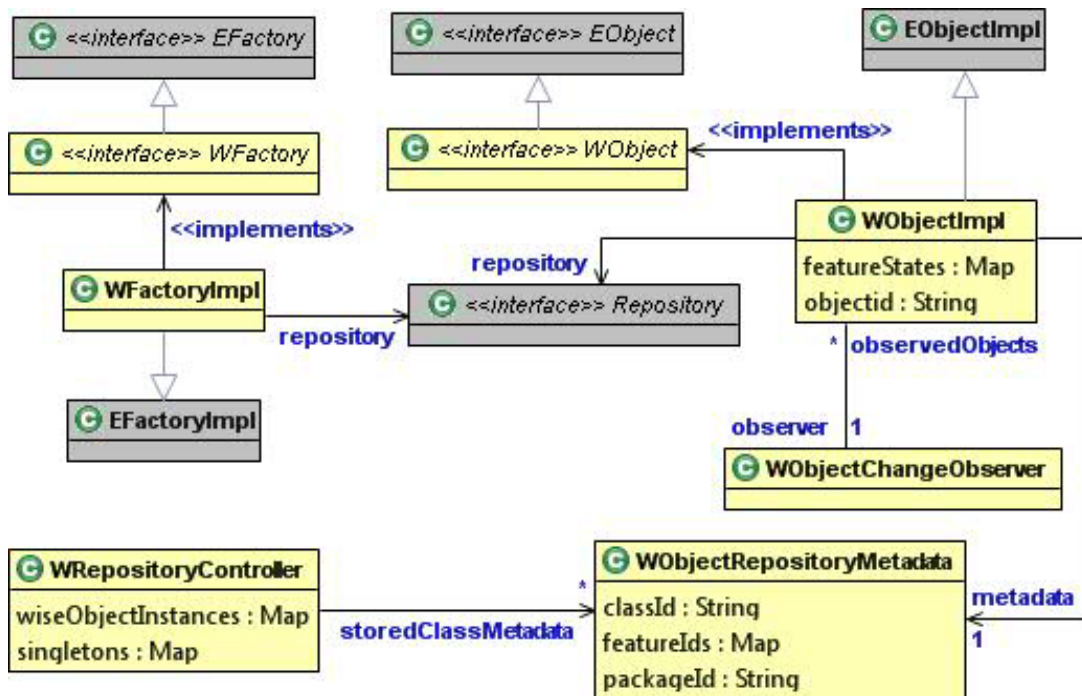 <<interface>> EFactory
<<interface>> EObject
EObjectImpl
<<interface>> WFactory
<<interface>> WObject
<<implements>>
<<implements>>
WObjectImpl
featureStates : Map
objectid : String
repository
WFactoryImpl
<<interface>> Repository
repository
* observedObjects
EFactoryImpl
observer 1
WObjectChangeObserver
WRepositoryController
wiseObjectInstances : Map
singletons : Map
*
storedClassMetadata
WObjectRepositoryMetadata
classId : String
featureIds : Map
packageId : String
metadata
1